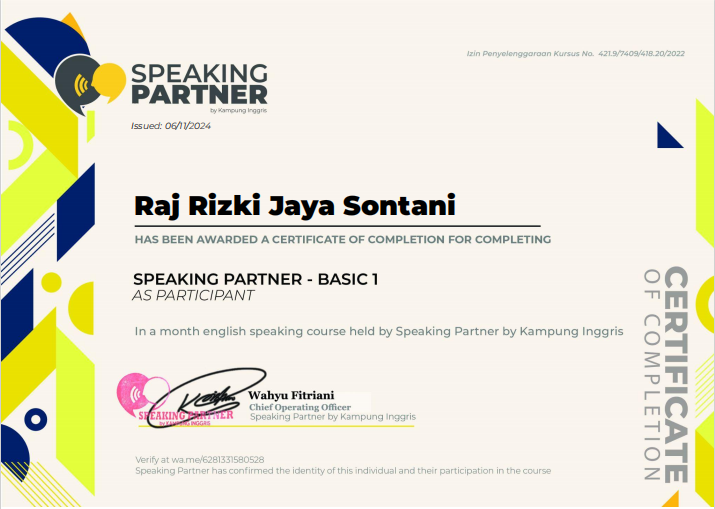 Izin Penyelenggaraan Kursus No. 421.9/7409/418.20/2022
SPEAKING
PARTNER
by Kampung Inggris
Issued: 06/11/2024
Raj Rizki Jaya Sontani
HAS BEEN AWARDED A CERTIFICATE OF COMPLETION FOR COMPLETING
SPEAKING PARTNER - BASIC 1
AS PARTICIPANT
In a month english speaking course held by Speaking Partner by Kampung Inggris
CERTIFICATE
OF COMPLETION
SPEAKING PARTNER
by KAMPUNG INGGRIS
Wahyu Fitriani
Chief Operating Officer
Speaking Partner by Kampung Inggris
Verify at wa.me/6281331580528
Speaking Partner has confirmed the identity of this individual and their participation in the course